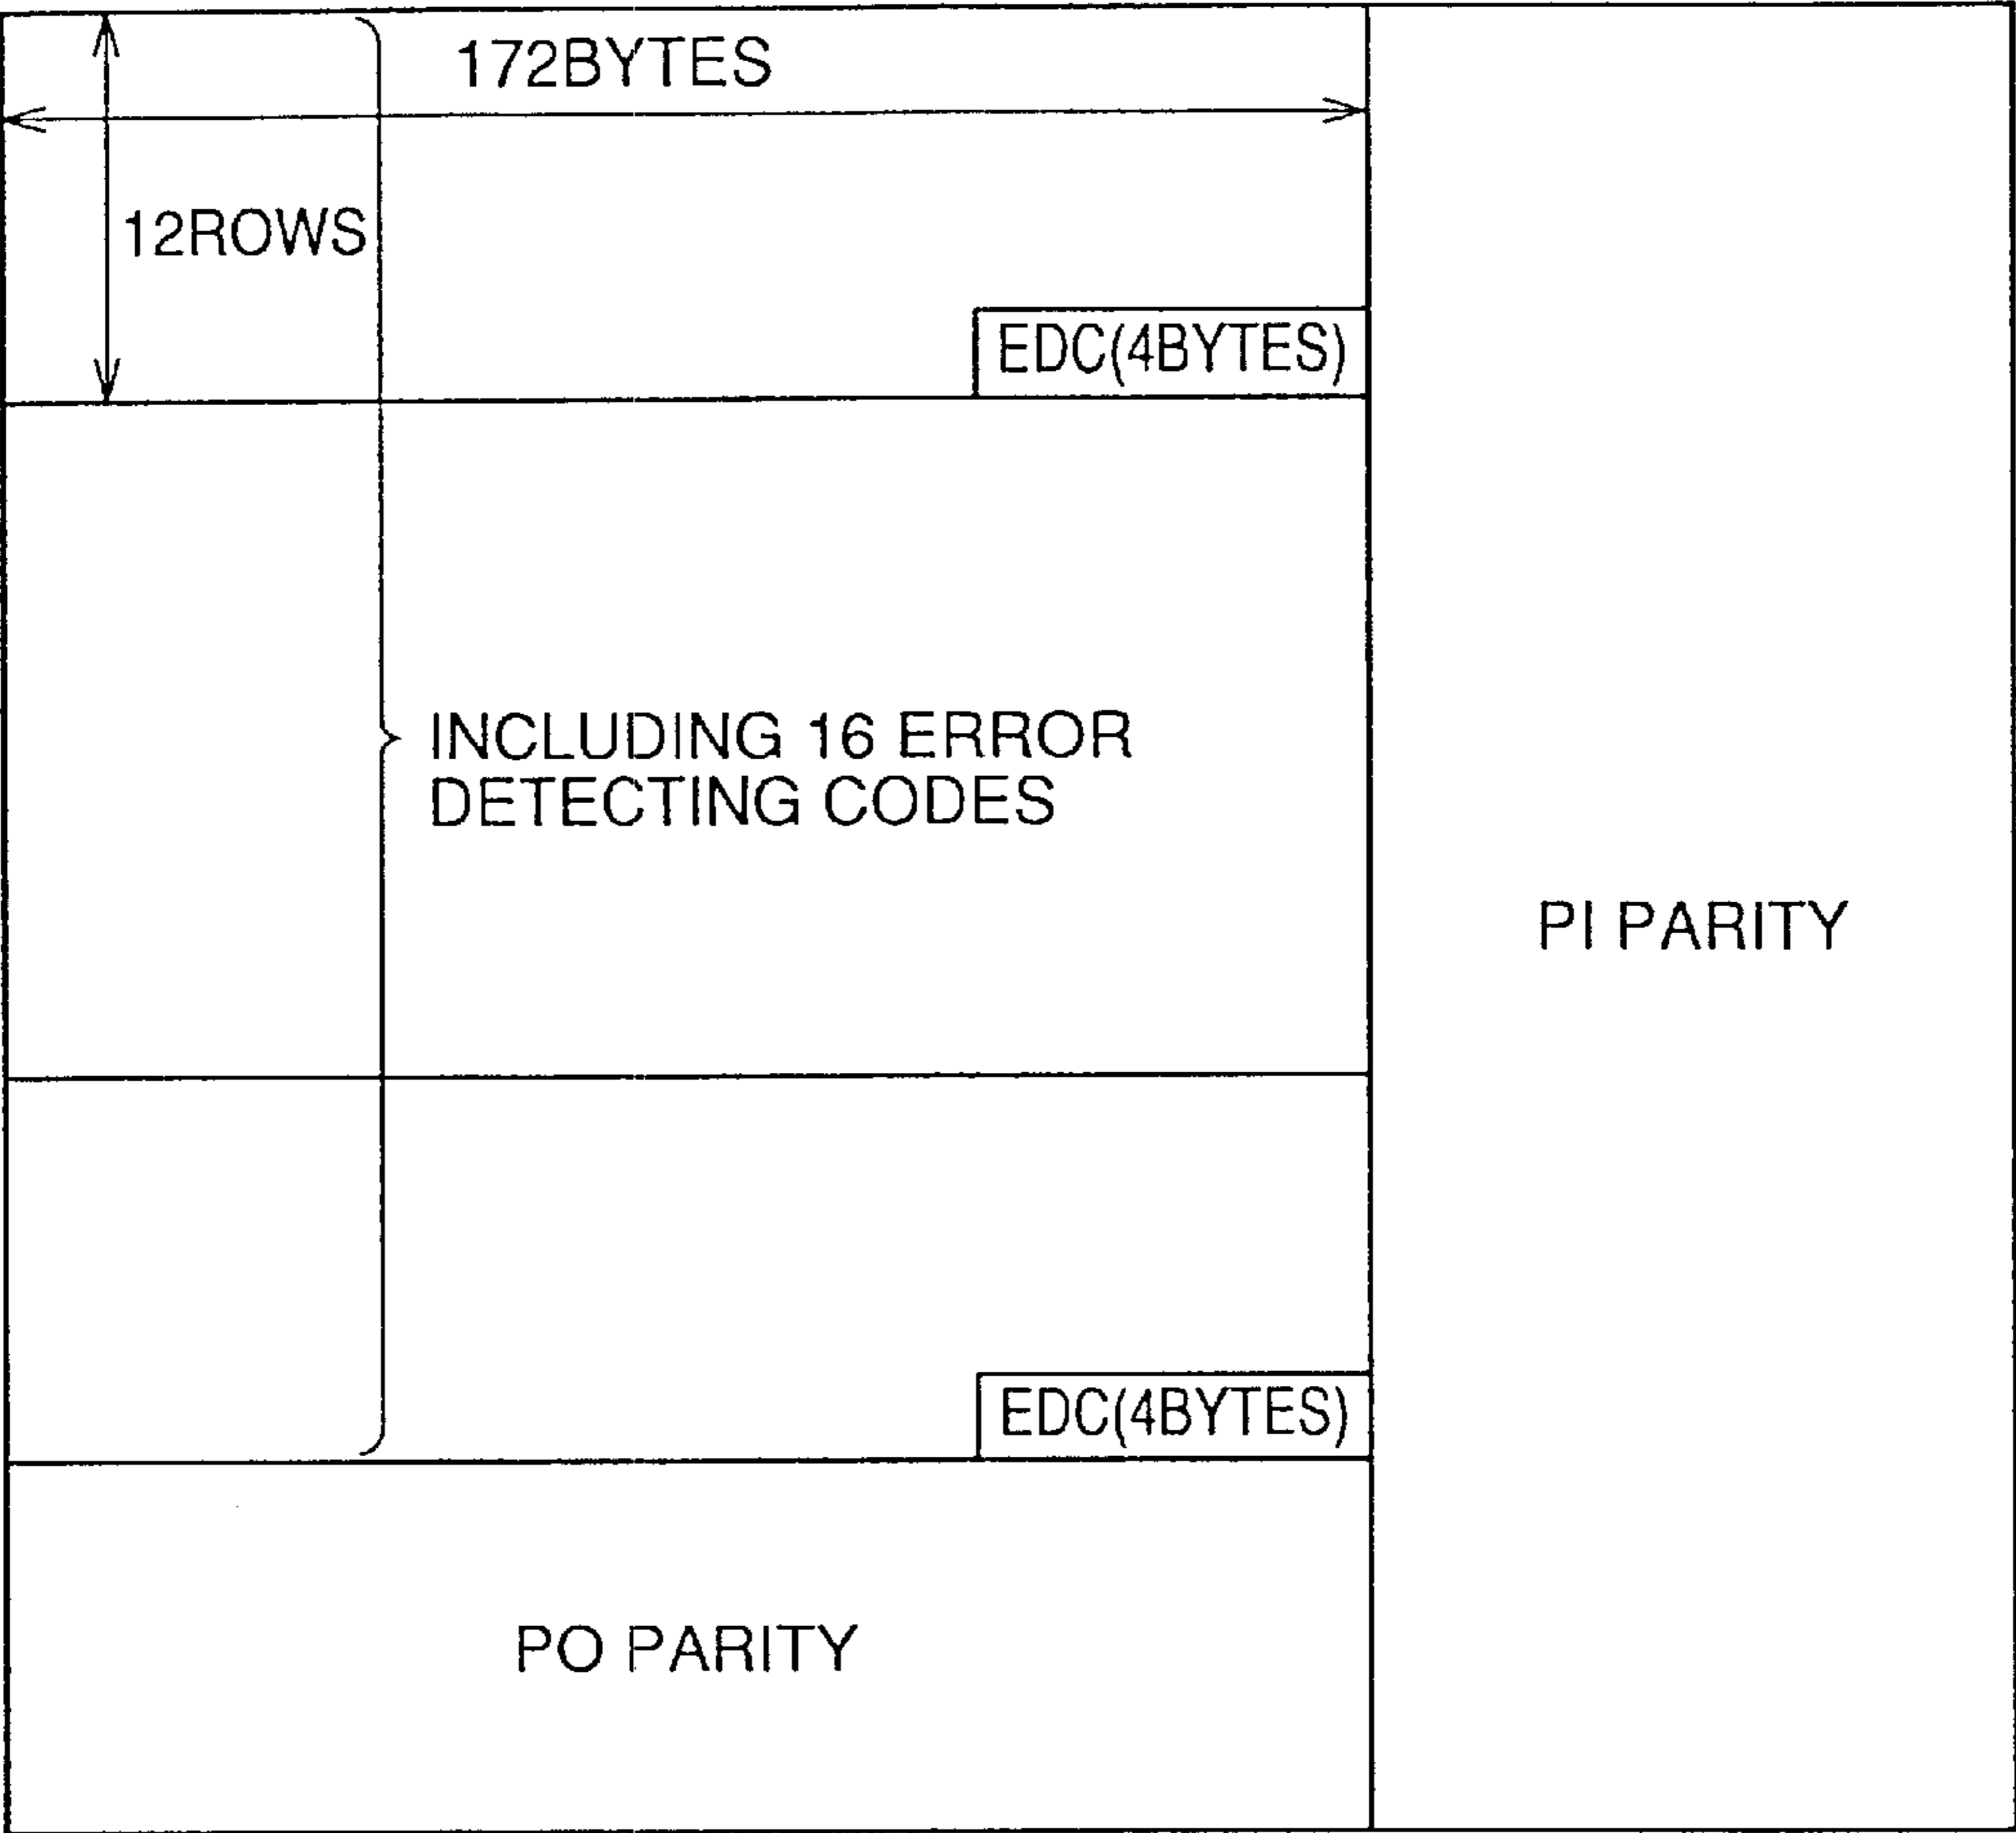 172BYTES
12ROWS
EDC(4BYTES)
INCLUDING 16 ERROR
DETECTING CODES
PI PARITY
EDC(4BYTES)
PO PARITY